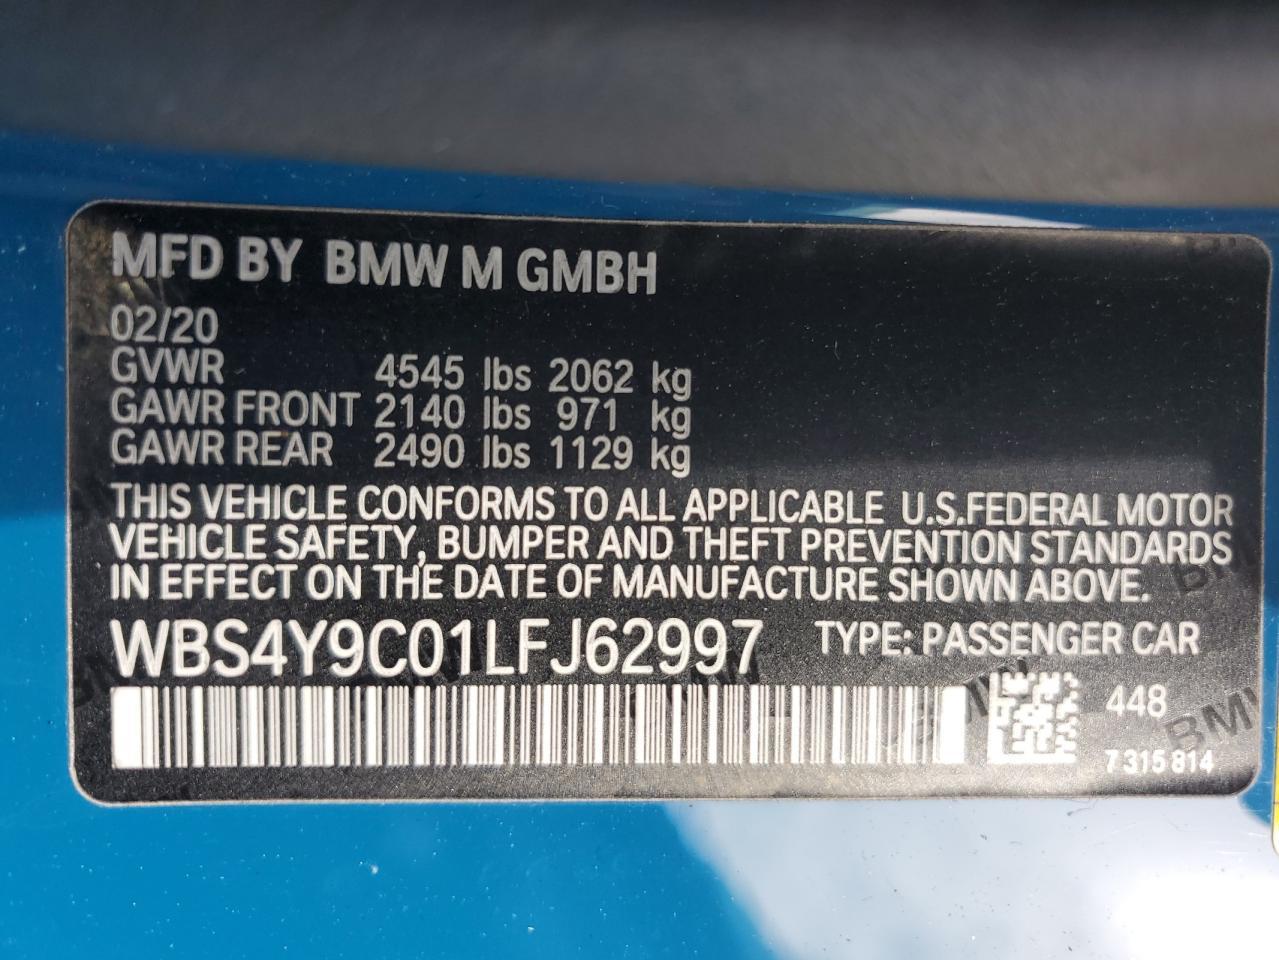 MFD BY BMW M GMBH
02/20
GVWR 4545 lbs 2062 kg
GAWR FRONT 2140 lbs 971 kg
GAWR REAR 2490 lbs 1129 kg
THIS VEHICLE CONFORMS TO ALL APPLICABLE U.S.FEDERAL MOTOR
VEHICLE SAFETY, BUMPER AND THEFT PREVENTION STANDARDS
IN EFFECT ON THE DATE OF MANUFACTURE SHOWN ABOVE.
WBS4Y9C01LFJ62997 TYPE: PASSENGER CAR
448
7 315 814